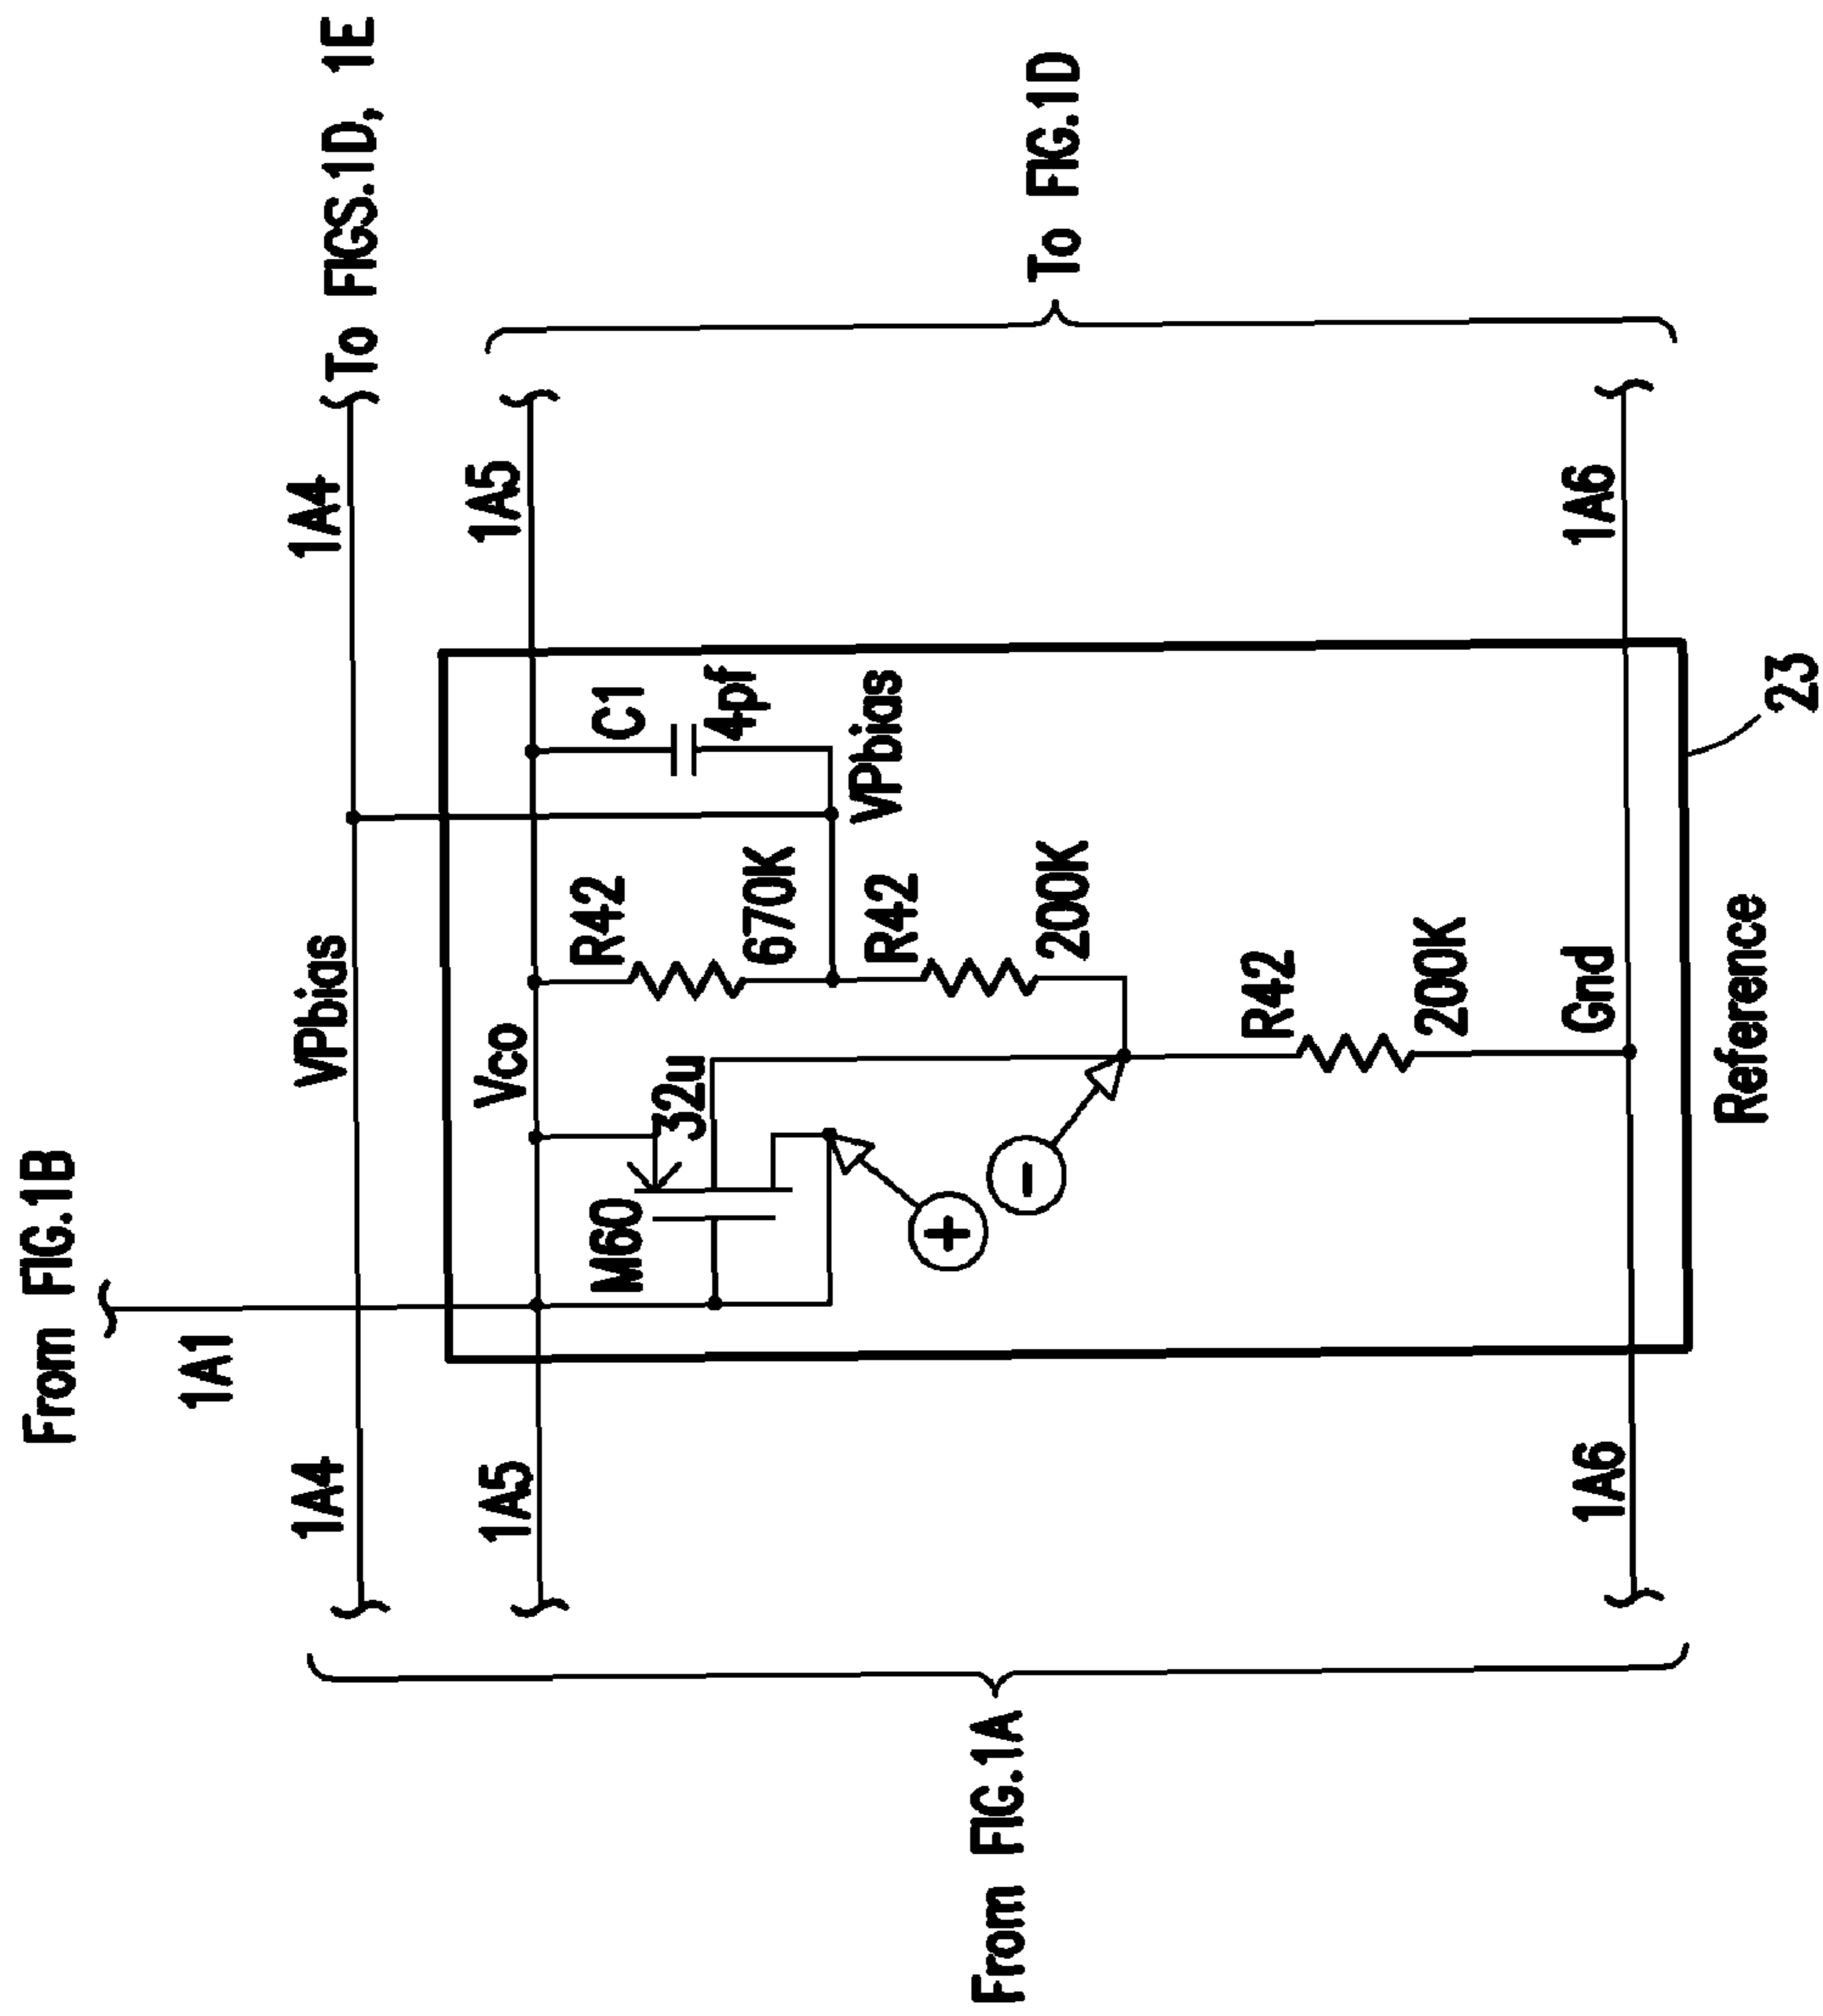 From FIG.1B
1A1
1A4
VPbias
1A4
To FIGS.1D, 1E
1A5
Vco
1A5
M60
32u
R42
670K
C1
4pf
VPbias
R42
200K
+
-
From FIG.1A
To FIG.1D
R42
200K
1A6
Gnd
1A6
Reference
23